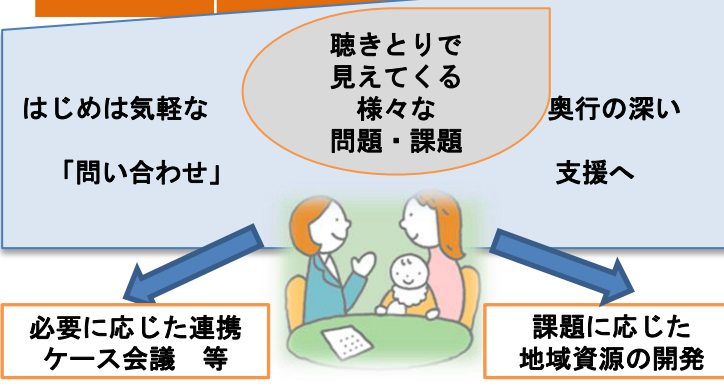 聴きとりで
見えてくる
様々な
問題・課題
はじめは気軽な
「問い合わせ」
奥行の深い
支援へ
必要に応じた連携
ケース会議　等
課題に応じた
地域資源の開発